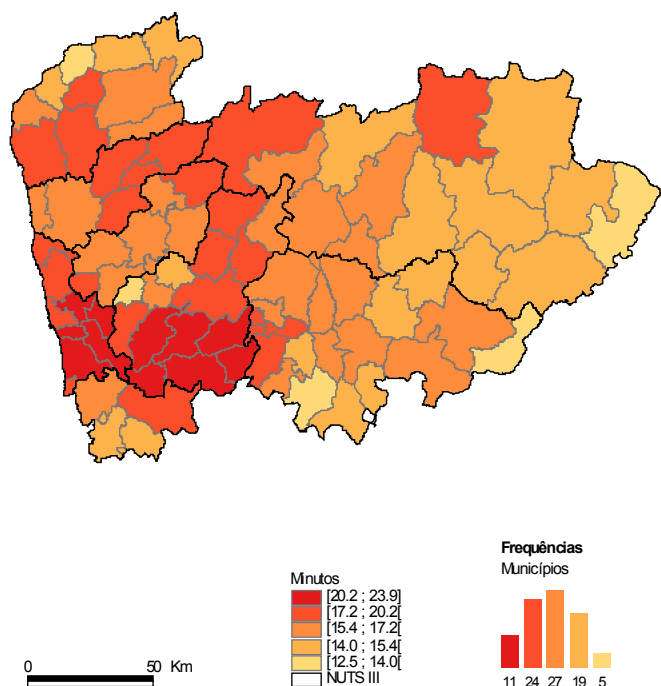 Frequências
Municípios
11 24 27 19 5
Minutos
[20.2 ; 23.9]
[17.2 ; 20.2[
[15.4 ; 17.2[
[14.0 ; 15.4[
[12.5 ; 14.0[
NUTS III
0 50 Km